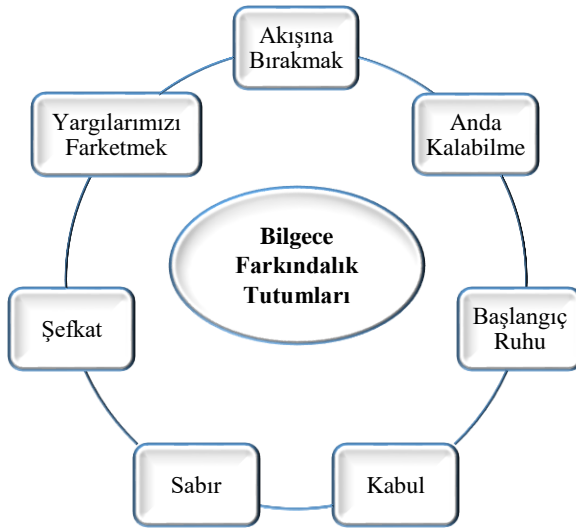 Akışına
Bırakmak
Anda
Kalabilme
Başlangıç
Ruhu
Kabul
Sabır
Şefkat
Yargılarımızı
Farketmek
Bilgece
Farkındalık
Tutumları